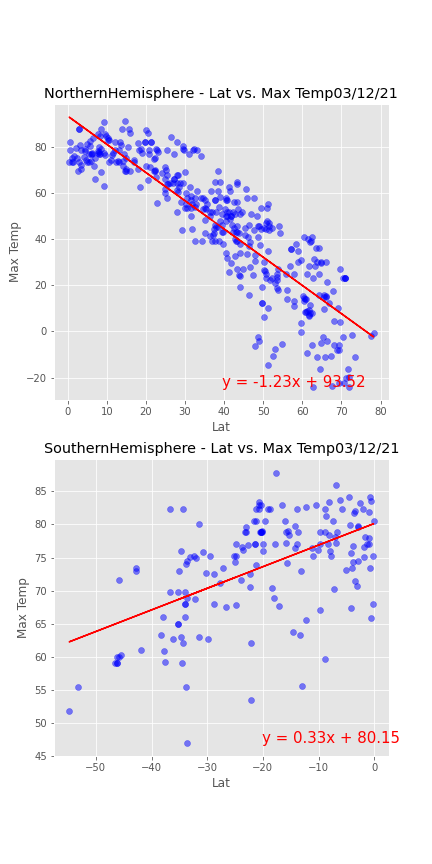 NorthernHemisphere - Lat vs. Max Temp03/12/21
80
60
40
20
0
−20
Max Temp
y = -1.23x + 93.52
0 10 20 30 40 50 60 70 80
Lat
SouthernHemisphere - Lat vs. Max Temp03/12/21
85
80
75
70
65
60
55
50
45
Max Temp
y = 0.33x + 80.15
−50 −40 −30 −20 −10 0
Lat